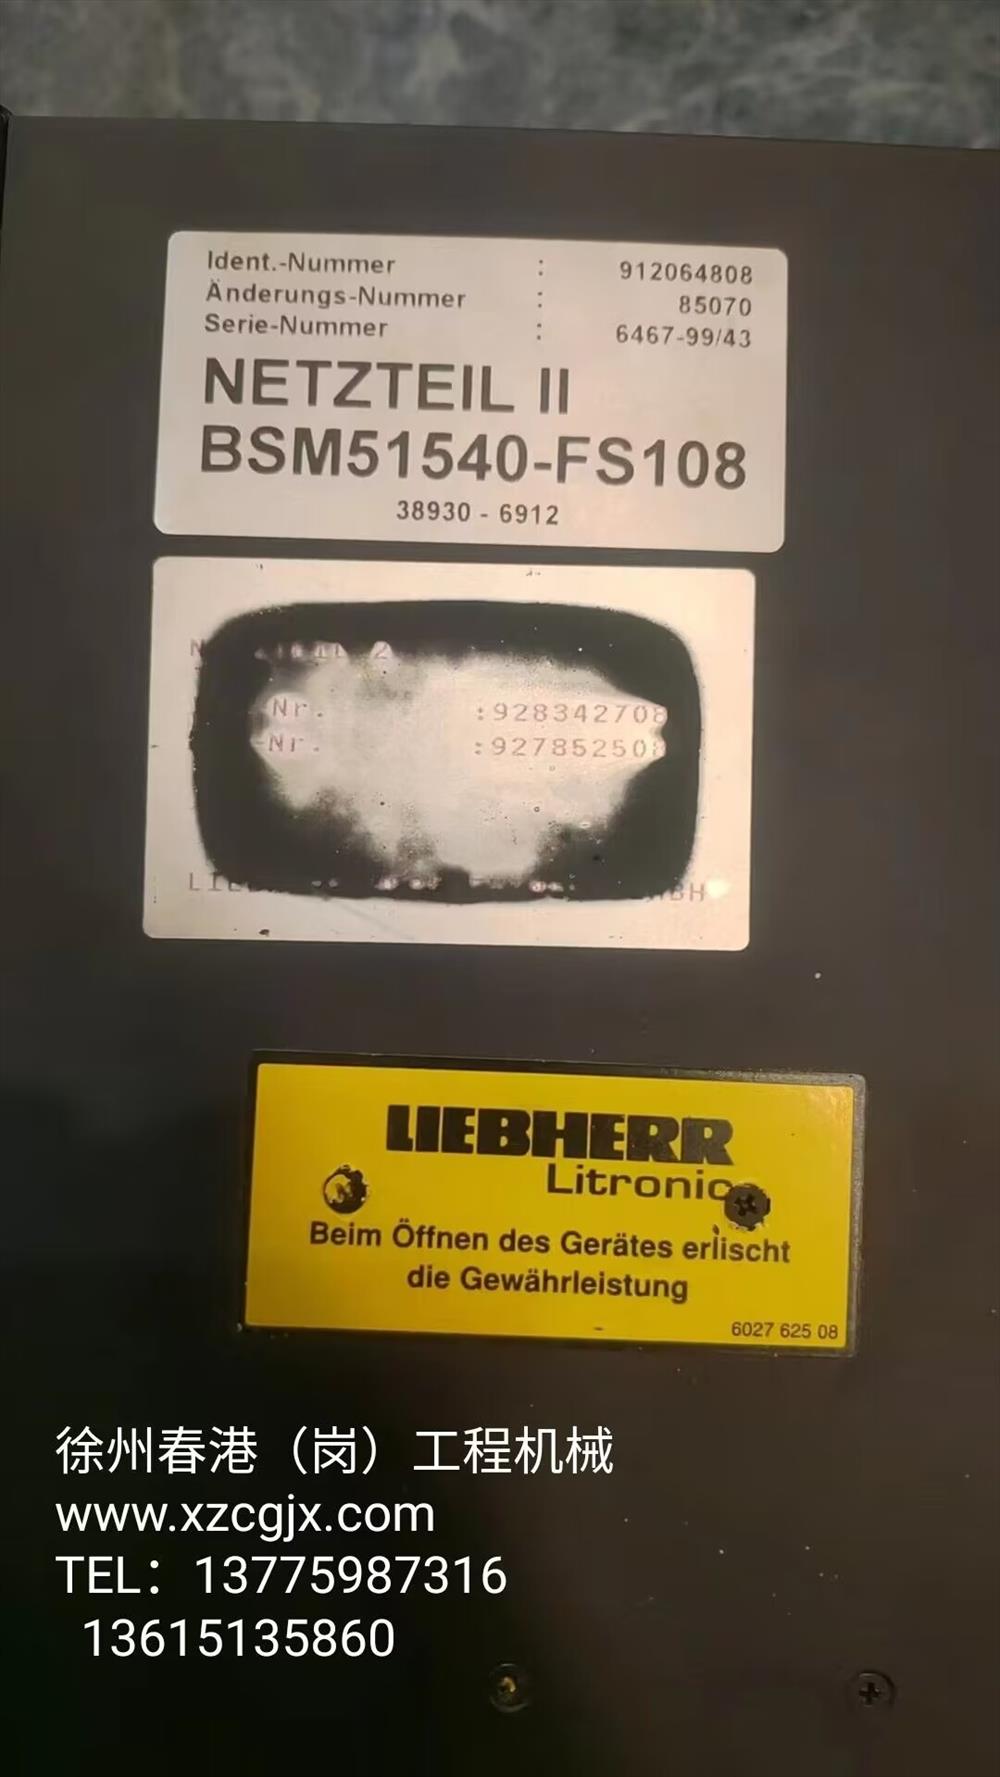 Ident.-Nummer : 912064808
Änderungs-Nummer : 85070
Serie-Nummer : 6467-99/43
NETZTEIL II
BSM51540-FS108
38930 - 6912
Nr. :928342708
-Nr. :927852508
LIEBHERR
Litronic
Beim Öffnen des Gerätes erlischt
die Gewährleistung
6027 625 08
徐州春港（岗）工程机械
www.xzcgjx.com
TEL：13775987316
13615135860